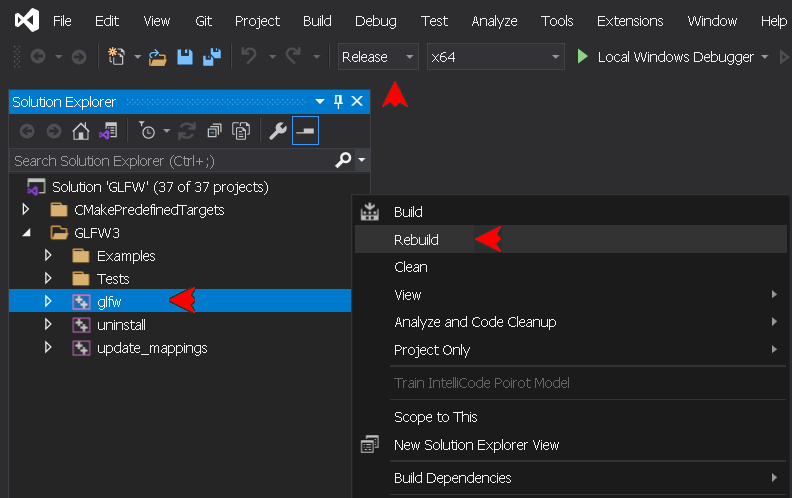 File Edit View Git Project Build Debug Test Analyze Tools Extensions Window Help
Release x64 Local Windows Debugger
Solution Explorer
Search Solution Explorer (Ctrl+;)
Solution 'GLFW' (37 of 37 projects)
CMakePredefinedTargets
GLFW3
Examples
Tests
glfw
uninstall
update_mappings
Build
Rebuild
Clean
View
Analyze and Code Cleanup
Project Only
Train IntelliCode Poirot Model
Scope to This
New Solution Explorer View
Build Dependencies